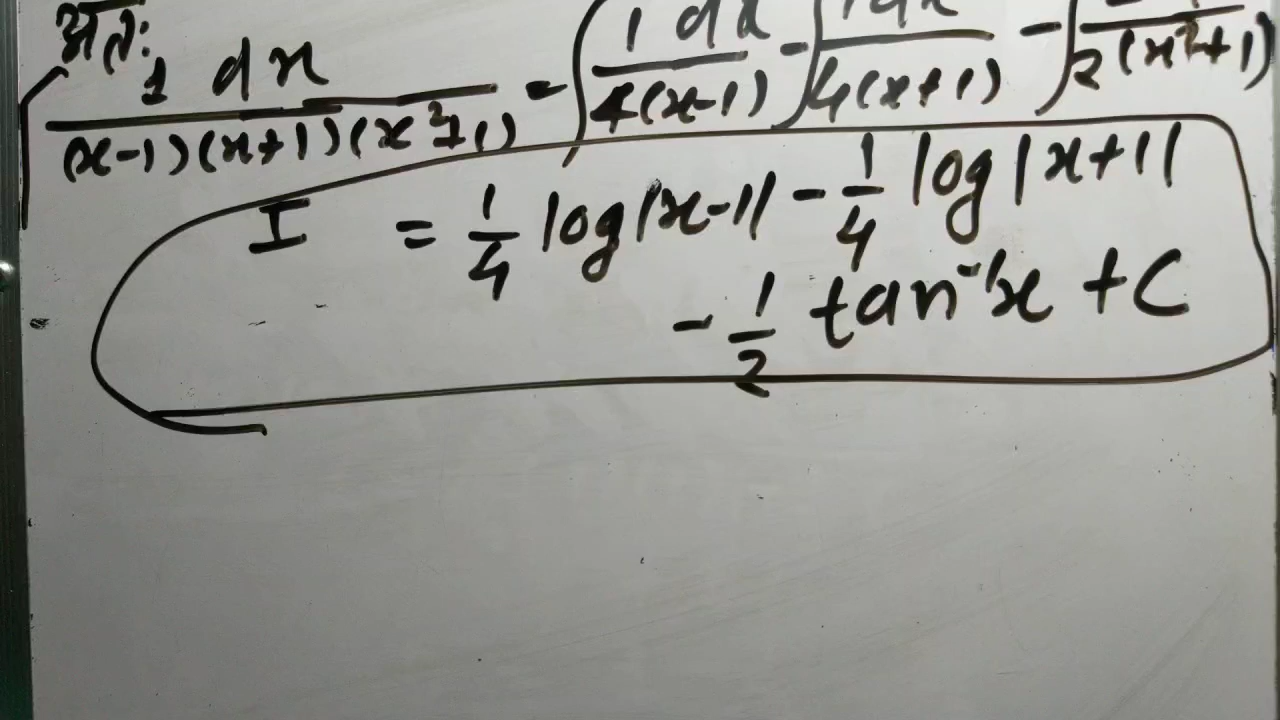 अतः
∫ 1 dx / (x-1)(x+1)(x²+1) = ∫ 1 dx / 4(x-1) - ∫ 1 dx / 4(x+1) - ∫ / 2(x²+1)
I = 1/4 log|x-1| - 1/4 log|x+1|
- 1/2 tan⁻¹x + C